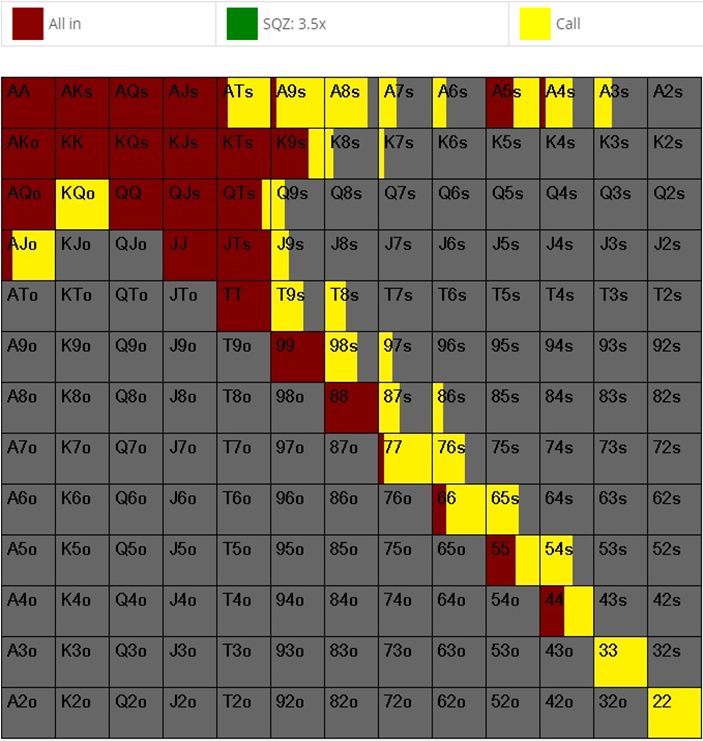 All in SQZ: 3.5x Call
AA AKs AQs AJs ATs A9s A8s A7s A6s A5s A4s A3s A2s
AKo KK KQs KJs KTs K9s K8s K7s K6s K5s K4s K3s K2s
AQo KQo QQ QJs QTs Q9s Q8s Q7s Q6s Q5s Q4s Q3s Q2s
AJo KJo QJo JJ JTs J9s J8s J7s J6s J5s J4s J3s J2s
ATo KTo QTo JTo TT T9s T8s T7s T6s T5s T4s T3s T2s
A9o K9o Q9o J9o T9o 99 98s 97s 96s 95s 94s 93s 92s
A8o K8o Q8o J8o T8o 98o 88 87s 86s 85s 84s 83s 82s
A7o K7o Q7o J7o T7o 97o 87o 77 76s 75s 74s 73s 72s
A6o K6o Q6o J6o T6o 96o 86o 76o 66 65s 64s 63s 62s
A5o K5o Q5o J5o T5o 95o 85o 75o 65o 55 54s 53s 52s
A4o K4o Q4o J4o T4o 94o 84o 74o 64o 54o 44 43s 42s
A3o K3o Q3o J3o T3o 93o 83o 73o 63o 53o 43o 33 32s
A2o K2o Q2o J2o T2o 92o 82o 72o 62o 52o 42o 32o 22